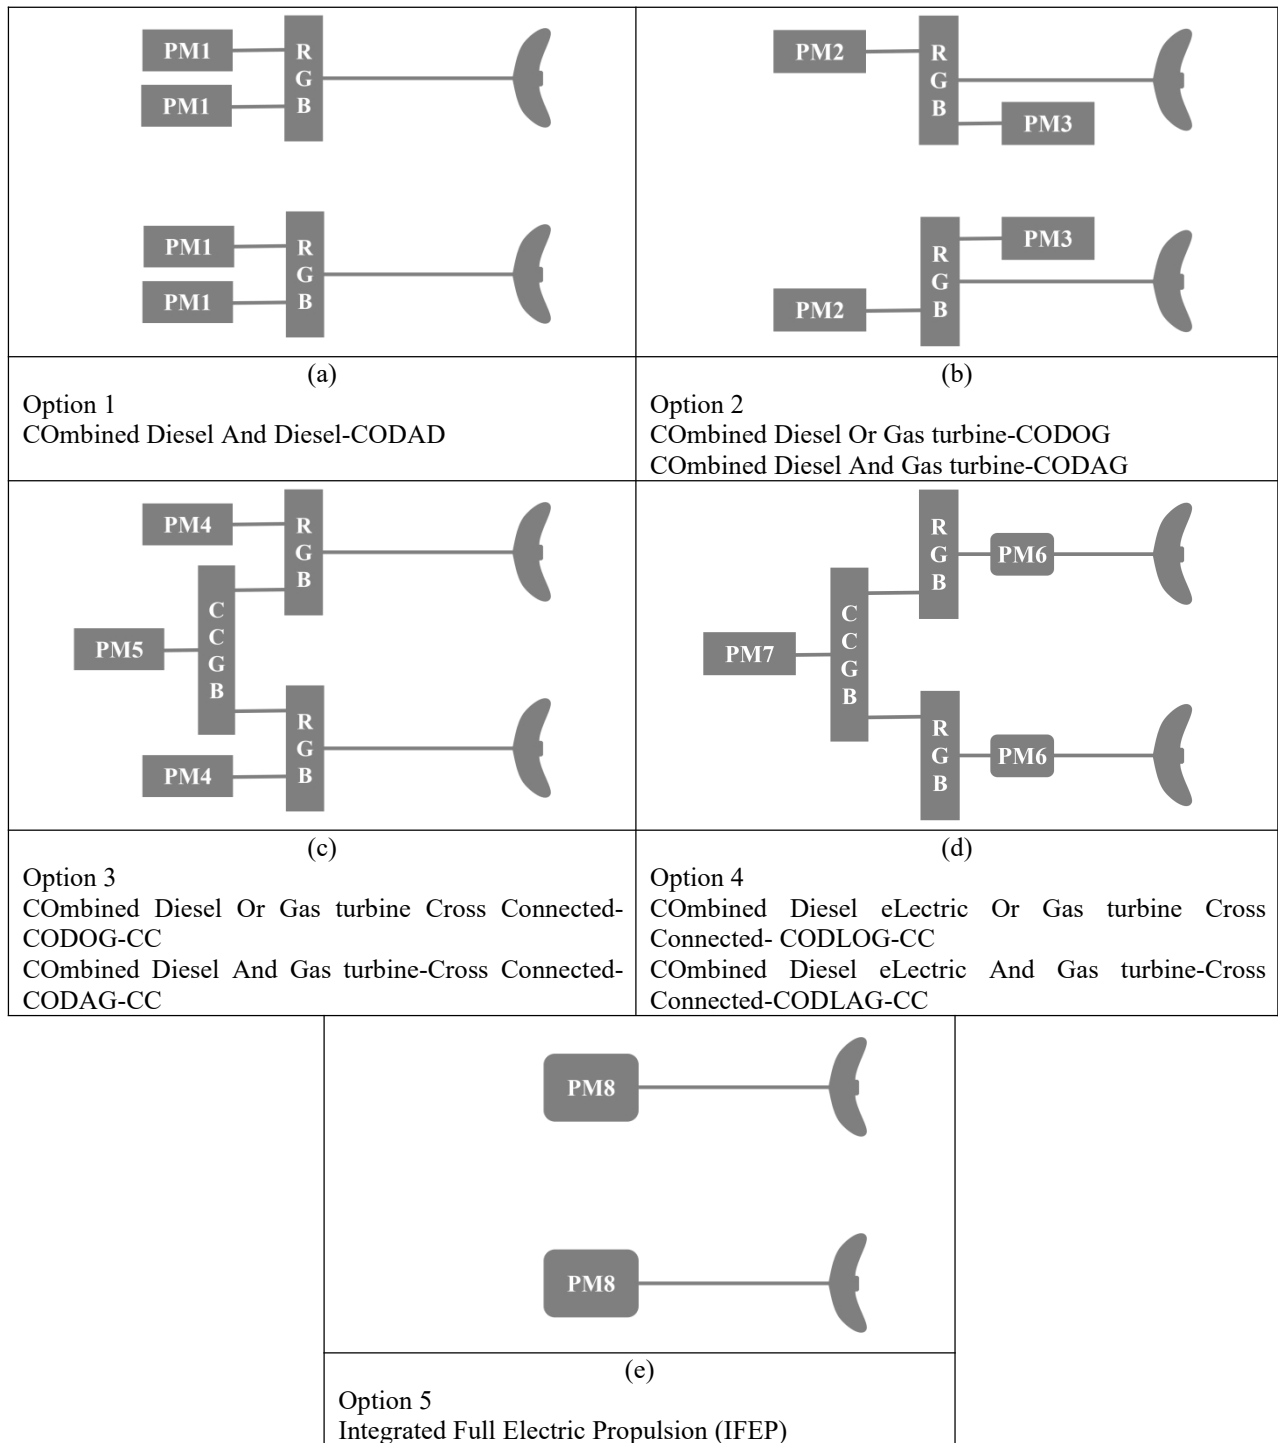 PM1
PM1
R
G
B
PM1
PM1
R
G
B
PM2
R
G
B
PM3
PM3
R
G
B
PM2
(a)
Option 1
COmbined Diesel And Diesel-CODAD
(b)
Option 2
COmbined Diesel Or Gas turbine-CODOG
COmbined Diesel And Gas turbine-CODAG
PM4
R
G
B
C
C
G
B
PM5
R
G
B
PM4
R
G
B
PM6
C
C
G
B
PM7
R
G
B
PM6
(c)
Option 3
COmbined Diesel Or Gas turbine Cross Connected-
CODOG-CC
COmbined Diesel And Gas turbine-Cross Connected-
CODAG-CC
(d)
Option 4
COmbined Diesel eLectric Or Gas turbine Cross
Connected- CODLOG-CC
COmbined Diesel eLectric And Gas turbine-Cross
Connected-CODLAG-CC
PM8
PM8
(e)
Option 5
Integrated Full Electric Propulsion (IFEP)